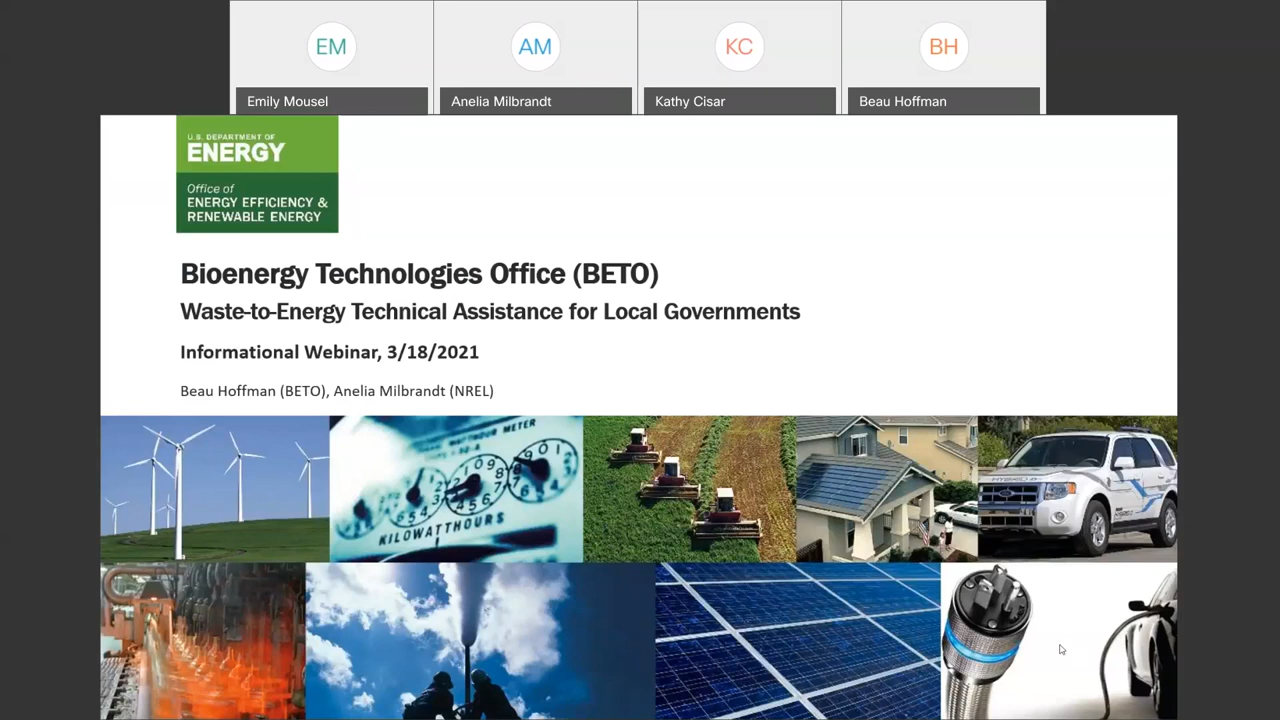 EM
AM
KC
BH
Emily Mousel
Anelia Milbrandt
Kathy Cisar
Beau Hoffman
U.S. DEPARTMENT OF
ENERGY
Office of
ENERGY EFFICIENCY &
RENEWABLE ENERGY
Bioenergy Technologies Office (BETO)
Waste-to-Energy Technical Assistance for Local Governments
Informational Webinar, 3/18/2021
Beau Hoffman (BETO), Anelia Milbrandt (NREL)
METER
KILOWATTHOURS
HYBRID